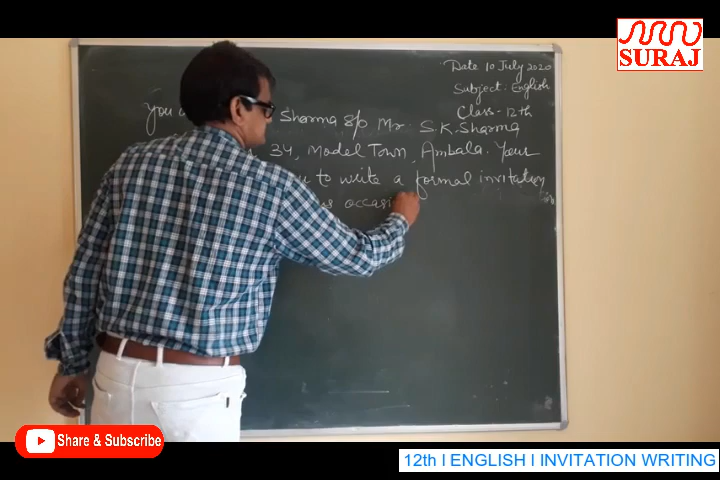 SURAJ
Date 10 July 2020
Subject: English
Class- 12th
You Sharma S/o Mr. S.K. Sharma
34, Model Town, Ambala. Your
to write a formal invitation
occasi
Share & Subscribe
12th I ENGLISH I INVITATION WRITING